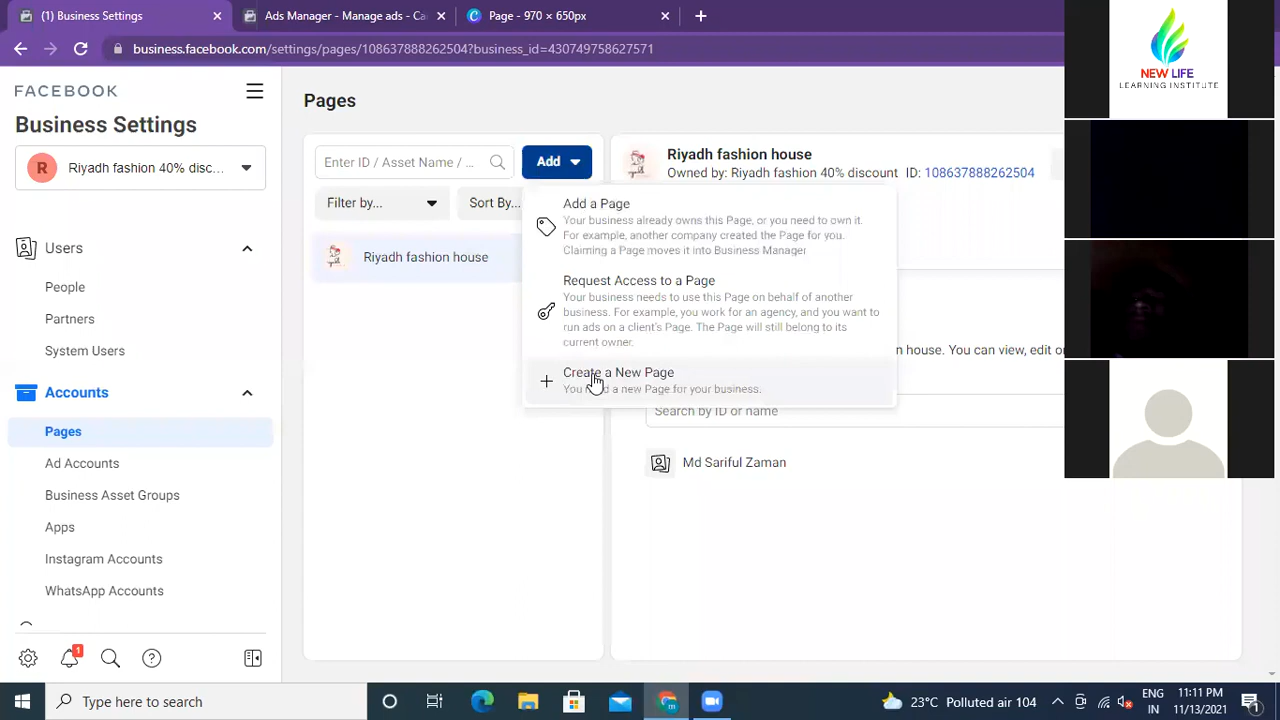 (1) Business Settings
Ads Manager - Manage ads - Ca
Page - 970 × 650px
business.facebook.com/settings/pages/108637888262504?business_id=430749758627571
NEW LIFE
LEARNING INSTITUTE
FACEBOOK
Business Settings
R
Riyadh fashion 40% disc...
Users
People
Partners
System Users
Accounts
Pages
Ad Accounts
Business Asset Groups
Apps
Instagram Accounts
WhatsApp Accounts
1
Pages
Enter ID / Asset Name / ...
Add
Filter by...
Sort By...
Riyadh fashion house
Riyadh fashion house
Owned by: Riyadh fashion 40% discount ID: 108637888262504
Add a Page
Your business already owns this Page, or you need to own it.
For example, another company created the Page for you.
Claiming a Page moves it into Business Manager
Request Access to a Page
Your business needs to use this Page on behalf of another
business. For example, you work for an agency, and you want to
run ads on a client's Page. The Page will still belong to its
current owner.
Create a New Page
You a new Page for your business.
en house. You can view, edit or
Search by ID or name
Md Sariful Zaman
Type here to search
23°C Polluted air 104
ENG
IN
11:11 PM
11/13/2021
1